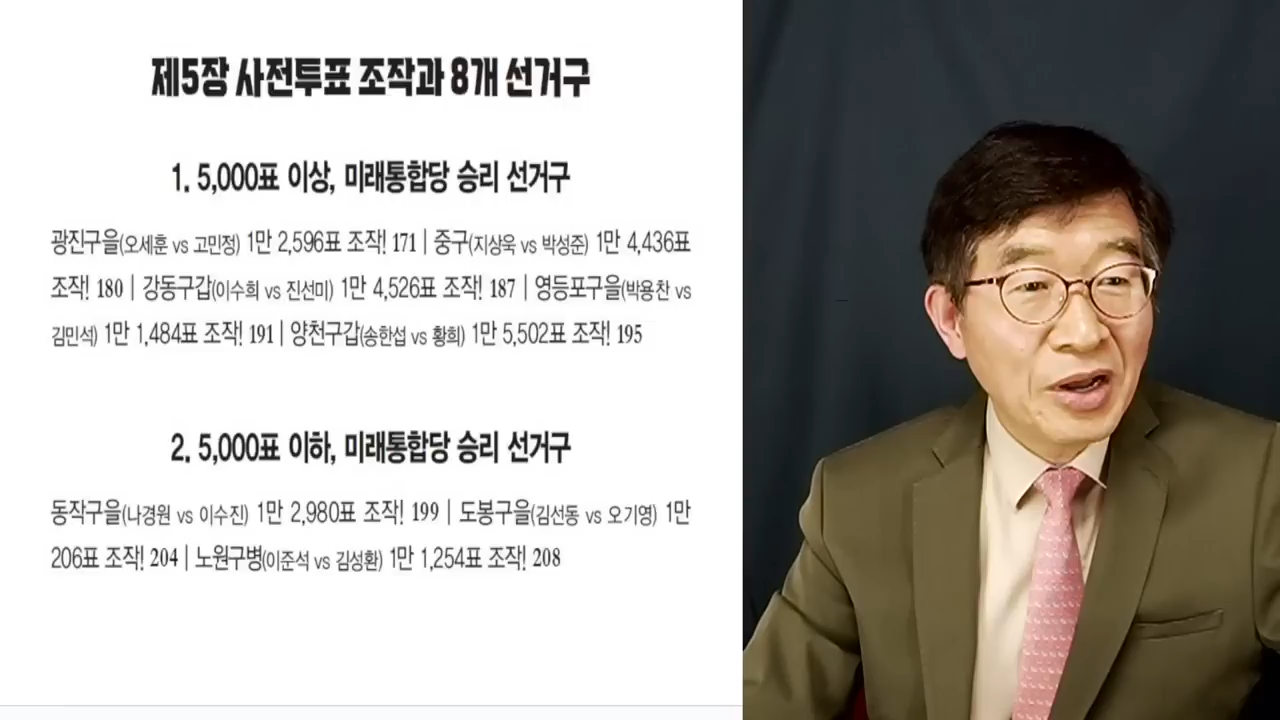 제5장 사전투표 조작과 8개 선거구
1. 5,000표 이상, 미래통합당 승리 선거구
광진구을(오세훈 vs 고민정) 1만 2,596표 조작! 171 | 중구(지상욱 vs 박성준) 1만 4,436표
조작! 180 | 강동구갑(이수희 vs 진선미) 1만 4,526표 조작! 187 | 영등포구을(박용찬 vs
김민석) 1만 1,484표 조작! 191 | 양천구갑(송한섭 vs 황희) 1만 5,502표 조작! 195
2. 5,000표 이하, 미래통합당 승리 선거구
동작구을(나경원 vs 이수진) 1만 2,980표 조작! 199 | 도봉구을(김선동 vs 오기영) 1만
206표 조작! 204 | 노원구병(이준석 vs 김성환) 1만 1,254표 조작! 208